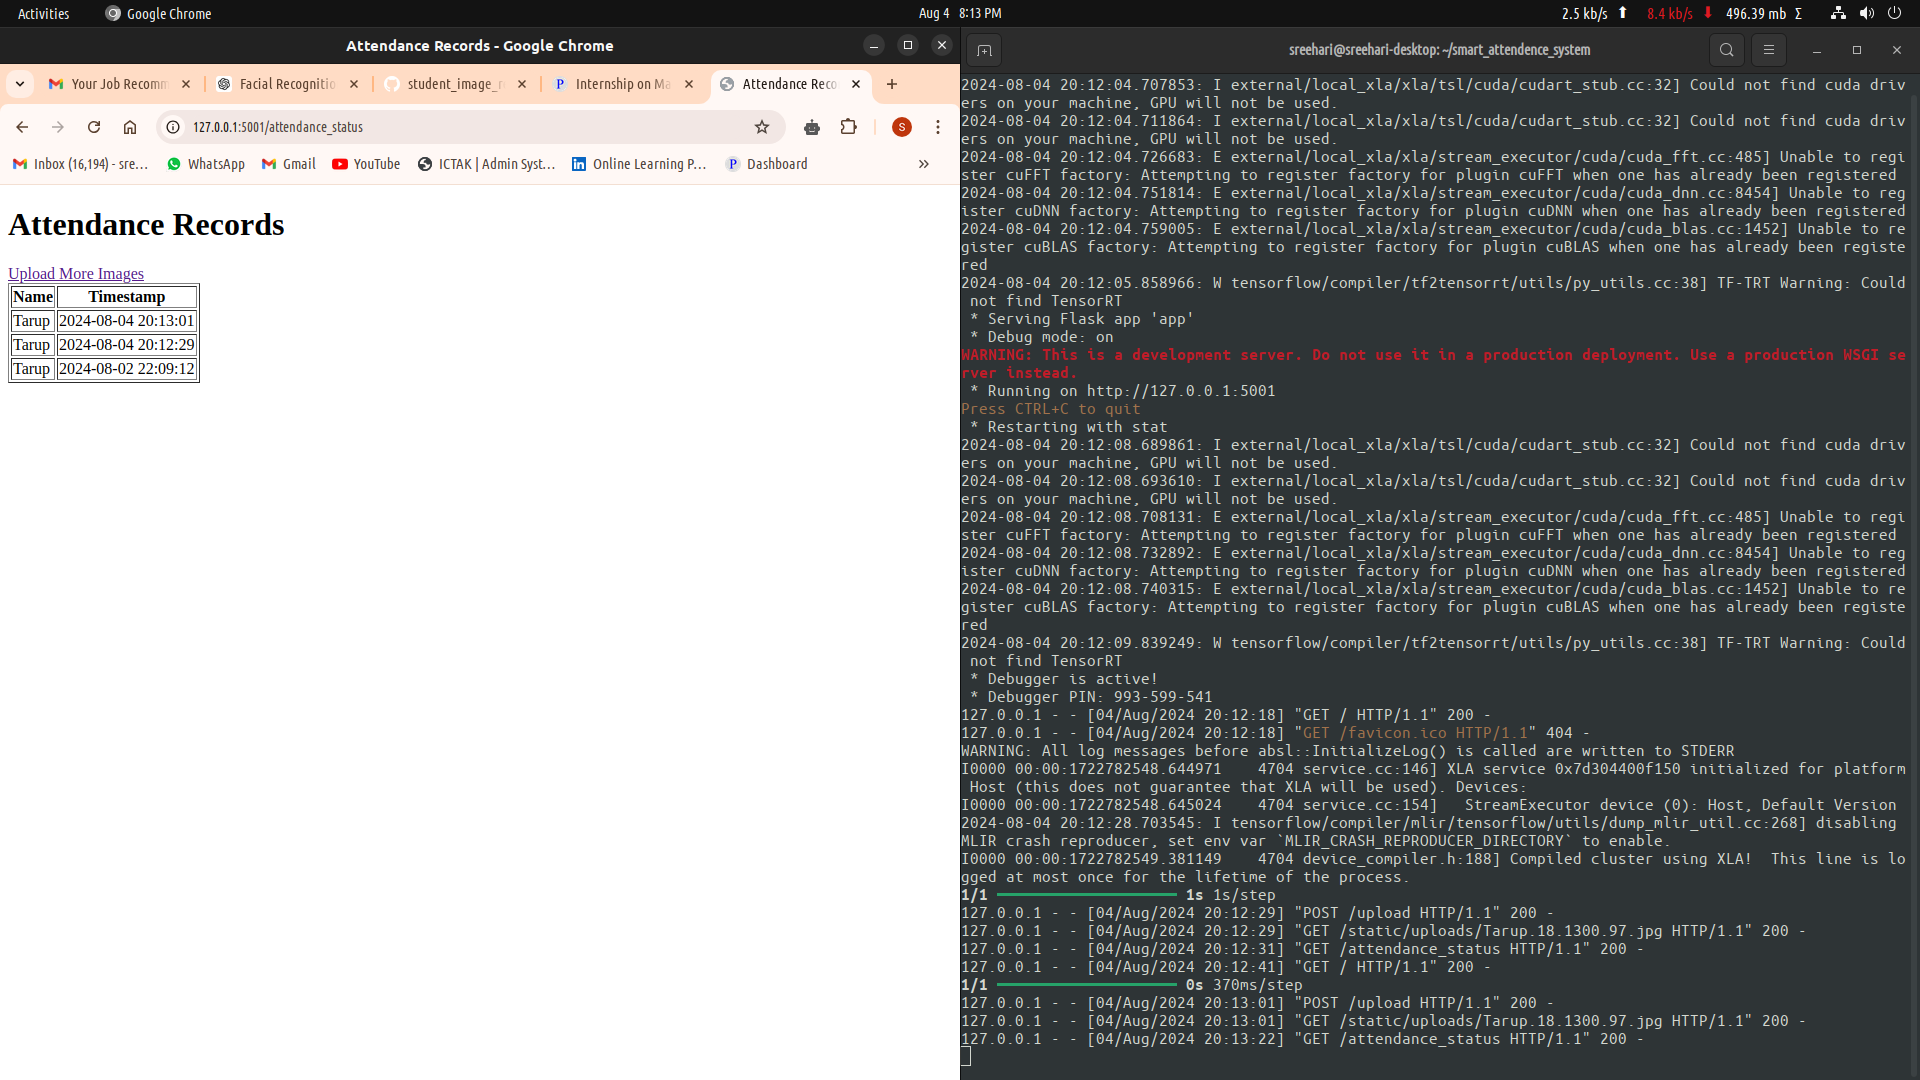 Activities
Google Chrome
Aug 4 8:13 PM
2.5 kb/s ⬆ 8.4 kb/s ⬇ 496.39 mb Σ
Attendance Records - Google Chrome
Your Job Recomm
Facial Recognitio
student_image_r
Internship on Ma
Attendance Reco
127.0.0.1:5001/attendance_status
S
Inbox (16,194) - sre...
WhatsApp
Gmail
YouTube
ICTAK | Admin Syst...
Online Learning P...
Dashboard
»
Attendance Records
Upload More Images
Name Timestamp
Tarup 2024-08-04 20:13:01
Tarup 2024-08-04 20:12:29
Tarup 2024-08-02 22:09:12
sreehari@sreehari-desktop: ~/smart_attendence_system
2024-08-04 20:12:04.707853: I external/local_xla/xla/tsl/cuda/cudart_stub.cc:32] Could not find cuda driv
ers on your machine, GPU will not be used.
2024-08-04 20:12:04.711864: I external/local_xla/xla/tsl/cuda/cudart_stub.cc:32] Could not find cuda driv
ers on your machine, GPU will not be used.
2024-08-04 20:12:04.726683: E external/local_xla/xla/stream_executor/cuda/cuda_fft.cc:485] Unable to regi
ster cuFFT factory: Attempting to register factory for plugin cuFFT when one has already been registered
2024-08-04 20:12:04.751814: E external/local_xla/xla/stream_executor/cuda/cuda_dnn.cc:8454] Unable to reg
ister cuDNN factory: Attempting to register factory for plugin cuDNN when one has already been registered
2024-08-04 20:12:04.759005: E external/local_xla/xla/stream_executor/cuda/cuda_blas.cc:1452] Unable to re
gister cuBLAS factory: Attempting to register factory for plugin cuBLAS when one has already been registe
red
2024-08-04 20:12:05.858966: W tensorflow/compiler/tf2tensorrt/utils/py_utils.cc:38] TF-TRT Warning: Could
 not find TensorRT
 * Serving Flask app 'app'
 * Debug mode: on
WARNING: This is a development server. Do not use it in a production deployment. Use a production WSGI se
rver instead.
 * Running on http://127.0.0.1:5001
Press CTRL+C to quit
 * Restarting with stat
2024-08-04 20:12:08.689861: I external/local_xla/xla/tsl/cuda/cudart_stub.cc:32] Could not find cuda driv
ers on your machine, GPU will not be used.
2024-08-04 20:12:08.693610: I external/local_xla/xla/tsl/cuda/cudart_stub.cc:32] Could not find cuda driv
ers on your machine, GPU will not be used.
2024-08-04 20:12:08.708131: E external/local_xla/xla/stream_executor/cuda/cuda_fft.cc:485] Unable to regi
ster cuFFT factory: Attempting to register factory for plugin cuFFT when one has already been registered
2024-08-04 20:12:08.732892: E external/local_xla/xla/stream_executor/cuda/cuda_dnn.cc:8454] Unable to reg
ister cuDNN factory: Attempting to register factory for plugin cuDNN when one has already been registered
2024-08-04 20:12:08.740315: E external/local_xla/xla/stream_executor/cuda/cuda_blas.cc:1452] Unable to re
gister cuBLAS factory: Attempting to register factory for plugin cuBLAS when one has already been registe
red
2024-08-04 20:12:09.839249: W tensorflow/compiler/tf2tensorrt/utils/py_utils.cc:38] TF-TRT Warning: Could
 not find TensorRT
 * Debugger is active!
 * Debugger PIN: 993-599-541
127.0.0.1 - - [04/Aug/2024 20:12:18] "GET / HTTP/1.1" 200 -
127.0.0.1 - - [04/Aug/2024 20:12:18] "GET /favicon.ico HTTP/1.1" 404 -
WARNING: All log messages before absl::InitializeLog() is called are written to STDERR
I0000 00:00:1722782548.644971    4704 service.cc:146] XLA service 0x7d304400f150 initialized for platform
 Host (this does not guarantee that XLA will be used). Devices:
I0000 00:00:1722782548.645024    4704 service.cc:154]   StreamExecutor device (0): Host, Default Version
2024-08-04 20:12:28.703545: I tensorflow/compiler/mlir/tensorflow/utils/dump_mlir_util.cc:268] disabling
MLIR crash reproducer, set env var `MLIR_CRASH_REPRODUCER_DIRECTORY` to enable.
I0000 00:00:1722782549.381149    4704 device_compiler.h:188] Compiled cluster using XLA!  This line is lo
gged at most once for the lifetime of the process.
1/1 ━━━━━━━━━━━━━━━━━━━━ 1s 1s/step
127.0.0.1 - - [04/Aug/2024 20:12:29] "POST /upload HTTP/1.1" 200 -
127.0.0.1 - - [04/Aug/2024 20:12:29] "GET /static/uploads/Tarup.18.1300.97.jpg HTTP/1.1" 200 -
127.0.0.1 - - [04/Aug/2024 20:12:31] "GET /attendance_status HTTP/1.1" 200 -
127.0.0.1 - - [04/Aug/2024 20:12:41] "GET / HTTP/1.1" 200 -
1/1 ━━━━━━━━━━━━━━━━━━━━ 0s 370ms/step
127.0.0.1 - - [04/Aug/2024 20:13:01] "POST /upload HTTP/1.1" 200 -
127.0.0.1 - - [04/Aug/2024 20:13:01] "GET /static/uploads/Tarup.18.1300.97.jpg HTTP/1.1" 200 -
127.0.0.1 - - [04/Aug/2024 20:13:22] "GET /attendance_status HTTP/1.1" 200 -